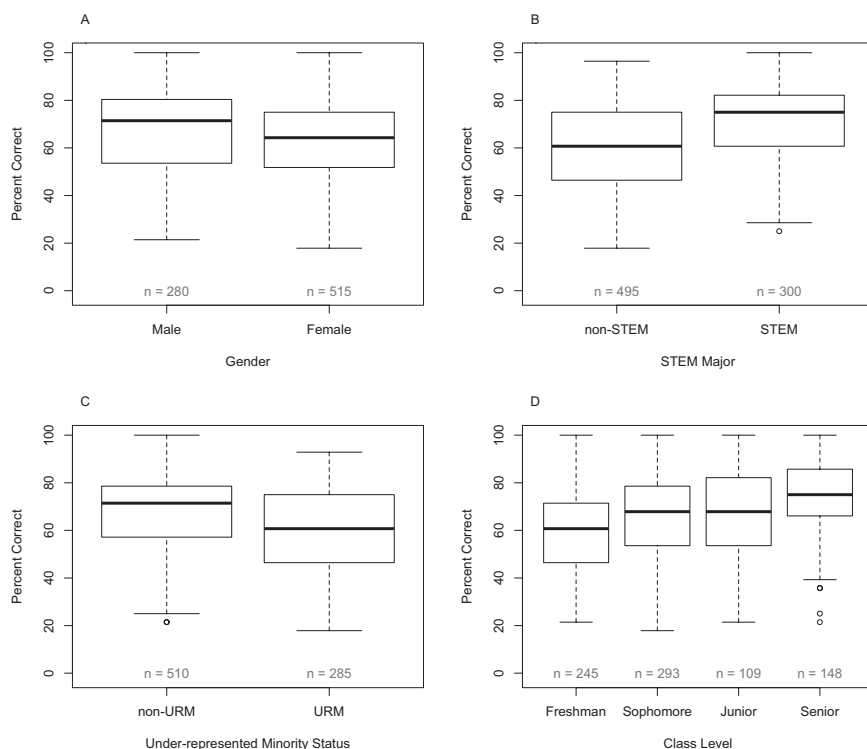 A
Percent Correct
100
80
60
40
20
0
n = 280 n = 515
Male Female
Gender
B
Percent Correct
100
80
60
40
20
0
n = 495 n = 300
non-STEM STEM
STEM Major
C
Percent Correct
100
80
60
40
20
0
n = 510 n = 285
non-URM URM
Under-represented Minority Status
D
Percent Correct
100
80
60
40
20
0
n = 245 n = 293 n = 109 n = 148
Freshman Sophomore Junior Senior
Class Level